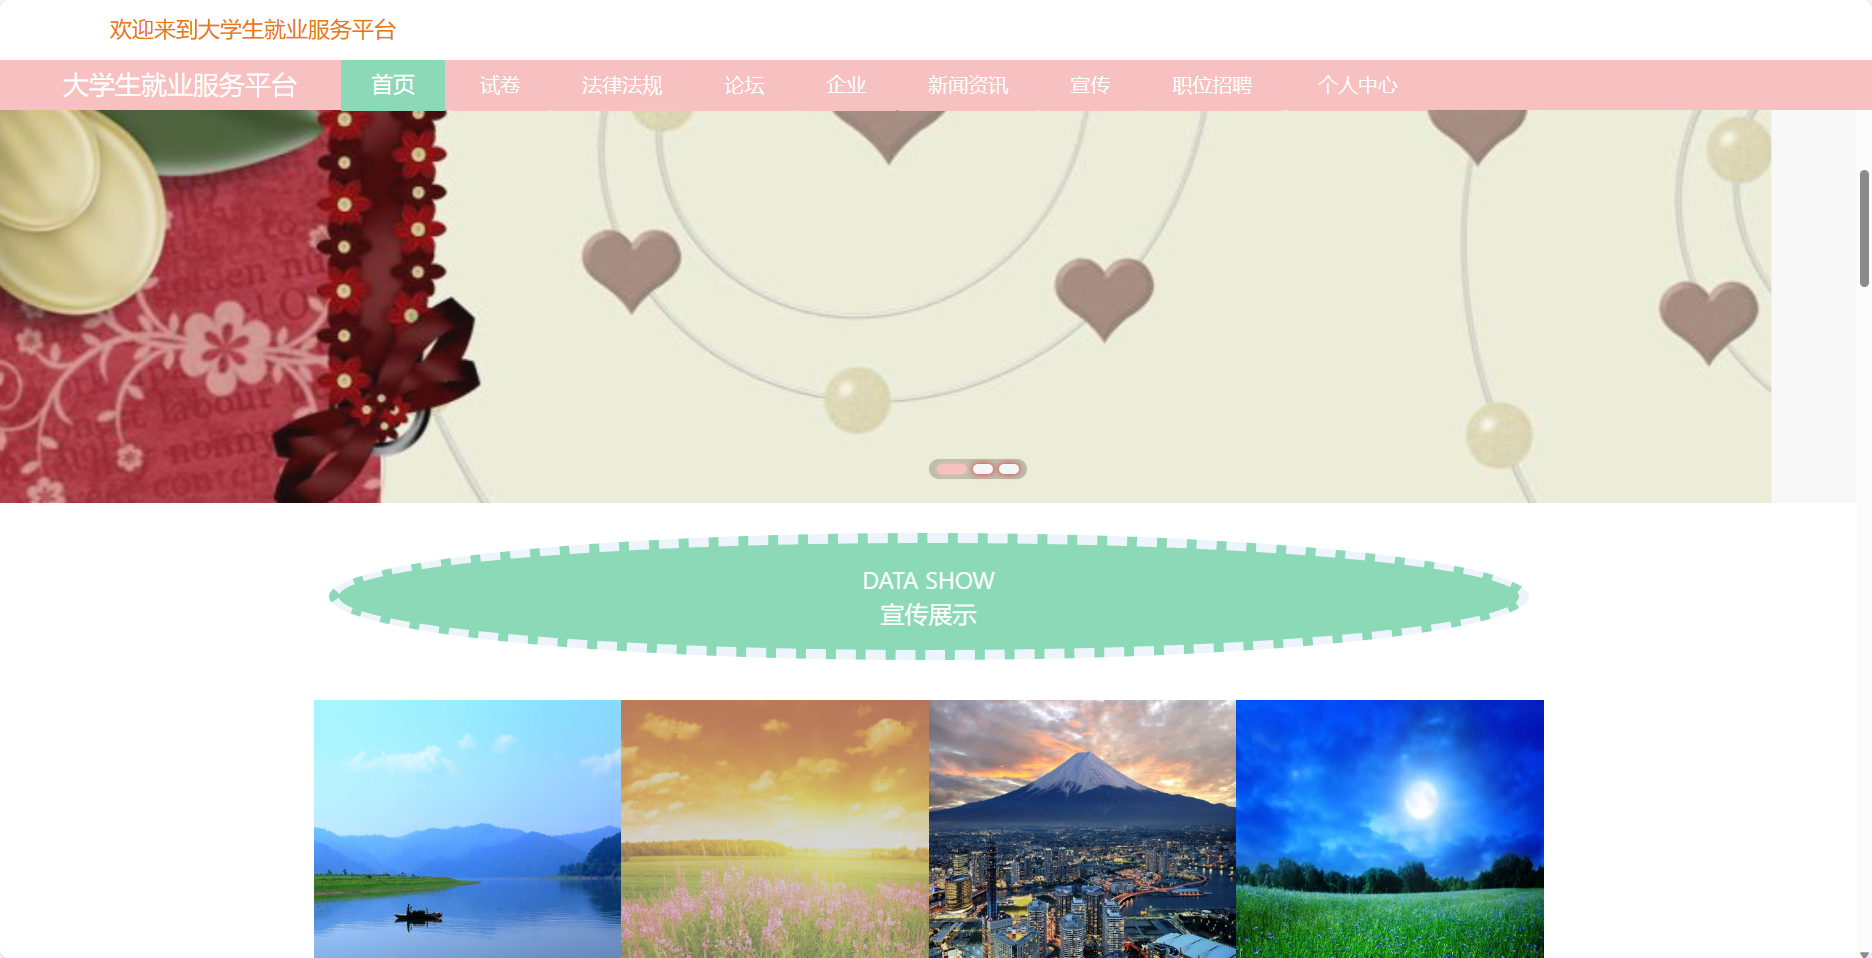 欢迎来到大学生就业服务平台
大学生就业服务平台 首页 试卷 法律法规 论坛 企业 新闻资讯 宣传 职位招聘 个人中心
DATA SHOW
宣传展示